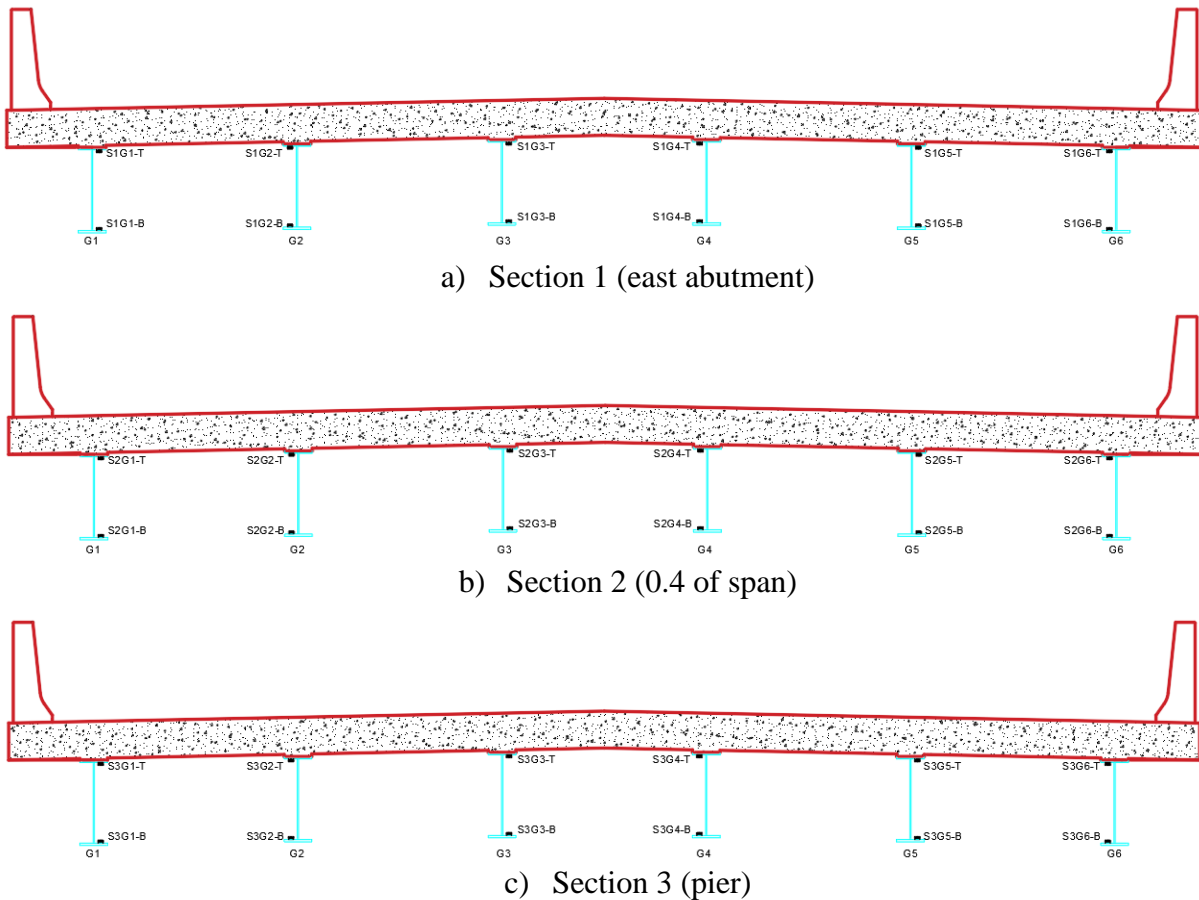 S1G1-T S1G2-T S1G3-T S1G4-T S1G5-T S1G6-T
S1G1-B S1G2-B S1G3-B S1G4-B S1G5-B S1G6-B
G1 G2 G3 G4 G5 G6
a) Section 1 (east abutment)
S2G1-T S2G2-T S2G3-T S2G4-T S2G5-T S2G6-T
S2G1-B S2G2-B S2G3-B S2G4-B S2G5-B S2G6-B
G1 G2 G3 G4 G5 G6
b) Section 2 (0.4 of span)
S3G1-T S3G2-T S3G3-T S3G4-T S3G5-T S3G6-T
S3G1-B S3G2-B S3G3-B S3G4-B S3G5-B S3G6-B
G1 G2 G3 G4 G5 G6
c) Section 3 (pier)